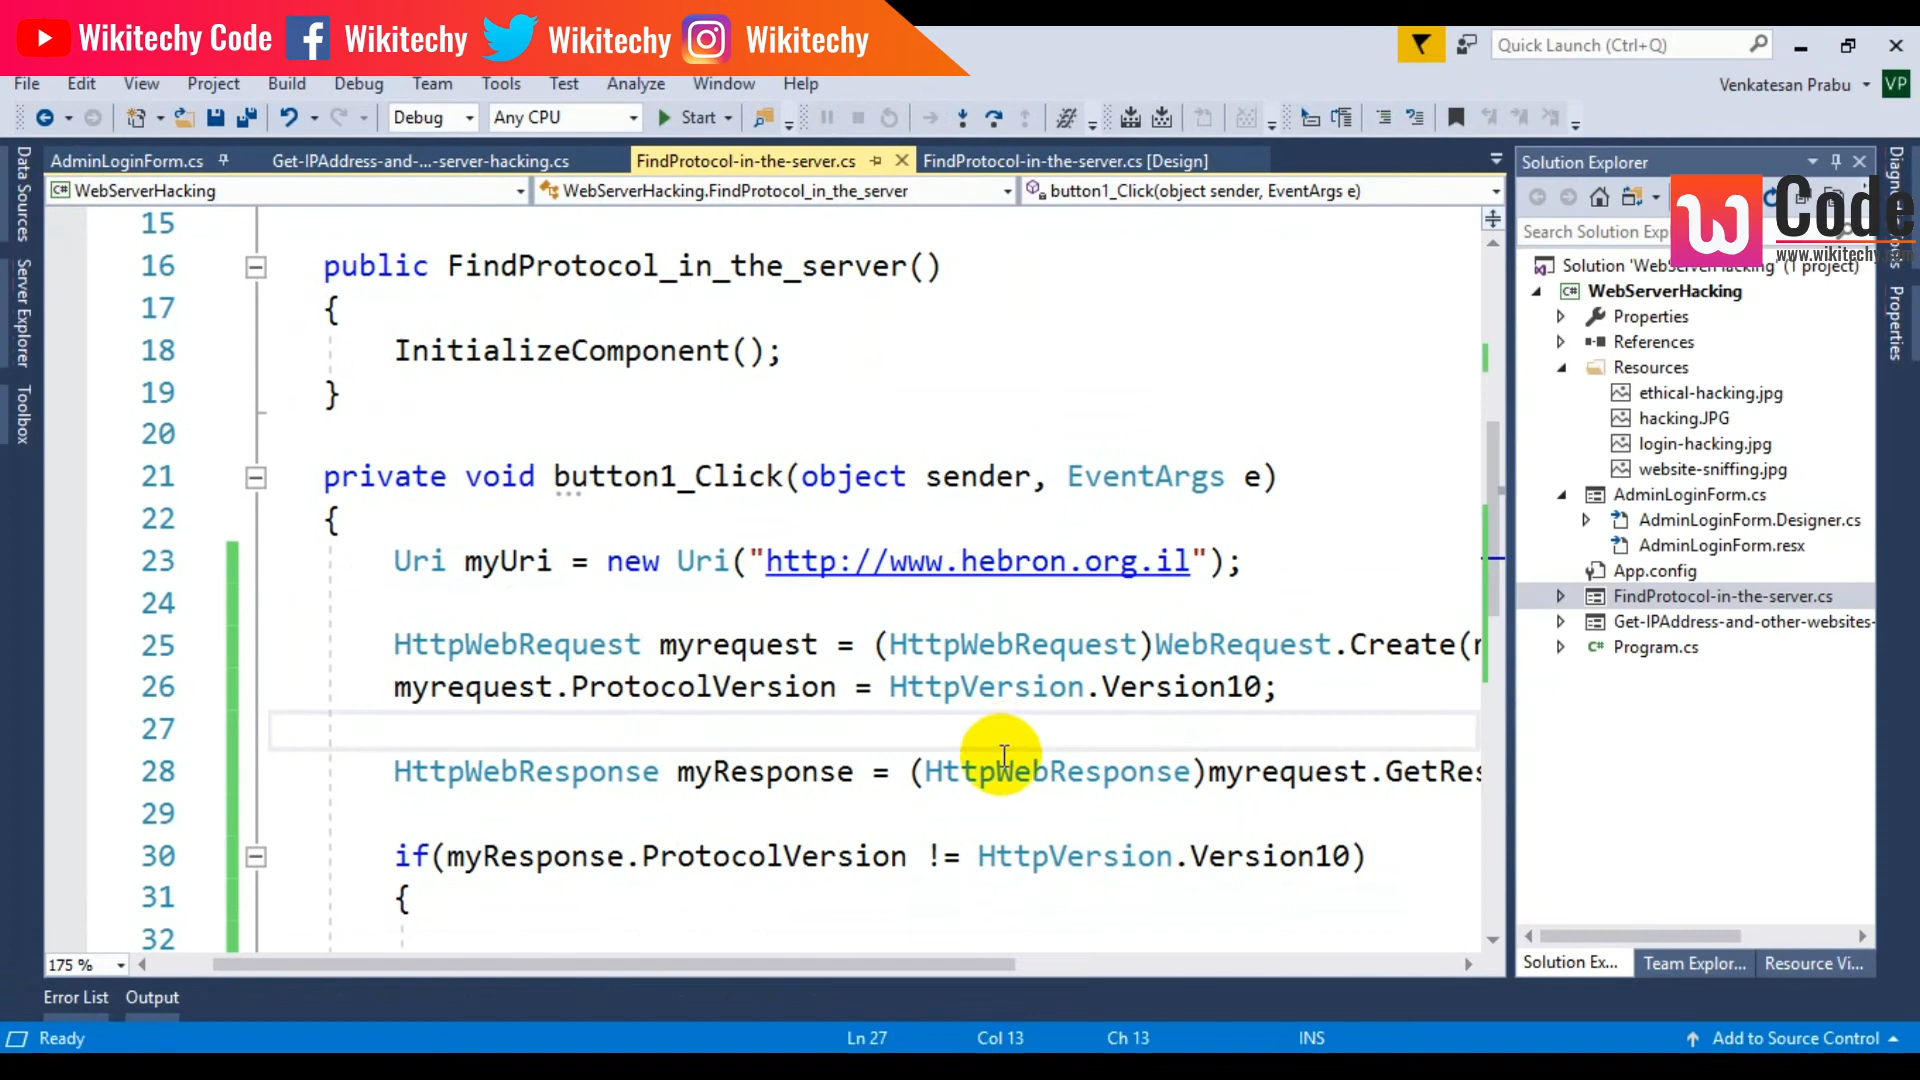 Wikitechy Code Wikitechy Wikitechy Wikitechy
Quick Launch (Ctrl+Q)
File Edit View Project Build Debug Team Tools Test Analyze Window Help
Venkatesan Prabu VP
Debug Any CPU Start
AdminLoginForm.cs Get-IPAddress-and-...-server-hacking.cs FindProtocol-in-the-server.cs FindProtocol-in-the-server.cs [Design]
WebServerHacking WebServerHacking.FindProtocol_in_the_server button1_Click(object sender, EventArgs e)
Data Sources
Server Explorer
Toolbox
15
16 public FindProtocol_in_the_server()
17 {
18 InitializeComponent();
19 }
20
21 private void button1_Click(object sender, EventArgs e)
22 {
23 Uri myUri = new Uri("http://www.hebron.org.il");
24
25 HttpWebRequest myrequest = (HttpWebRequest)WebRequest.Create(
26 myrequest.ProtocolVersion = HttpVersion.Version10;
27
28 HttpWebResponse myResponse = (HttpWebResponse)myrequest.GetRes
29
30 if(myResponse.ProtocolVersion != HttpVersion.Version10)
31 {
32
175 %
Solution Explorer
Search Solution Exp
W Code
www.wikitechy.com
Solution 'WebServerHacking' (1 project)
WebServerHacking
Properties
References
Resources
ethical-hacking.jpg
hacking.JPG
login-hacking.jpg
website-sniffing.jpg
AdminLoginForm.cs
AdminLoginForm.Designer.cs
AdminLoginForm.resx
App.config
FindProtocol-in-the-server.cs
Get-IPAddress-and-other-websites-
Program.cs
Solution Ex... Team Explor... Resource Vi...
Properties
Error List Output
Ready Ln 27 Col 13 Ch 13 INS Add to Source Control